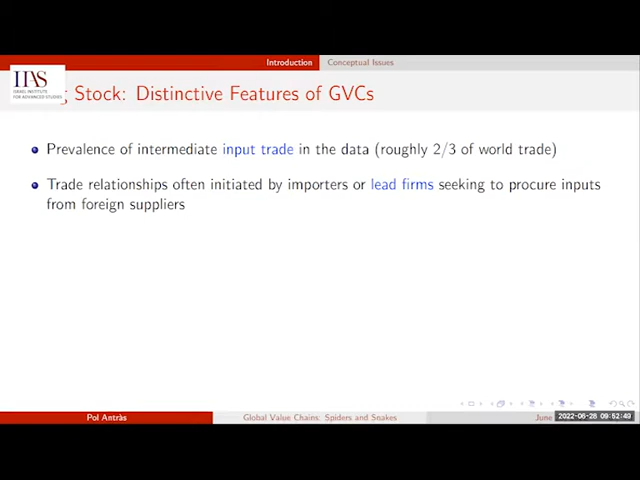 Introduction
Conceptual Issues
IIAS
ISRAEL INSTITUTE
FOR ADVANCED STUDIES
Stock: Distinctive Features of GVCs
Prevalence of intermediate input trade in the data (roughly 2/3 of world trade)
Trade relationships often initiated by importers or lead firms seeking to procure inputs
from foreign suppliers
Pol Antràs
Global Value Chains: Spiders and Snakes
June
2022-06-28 09:52:49